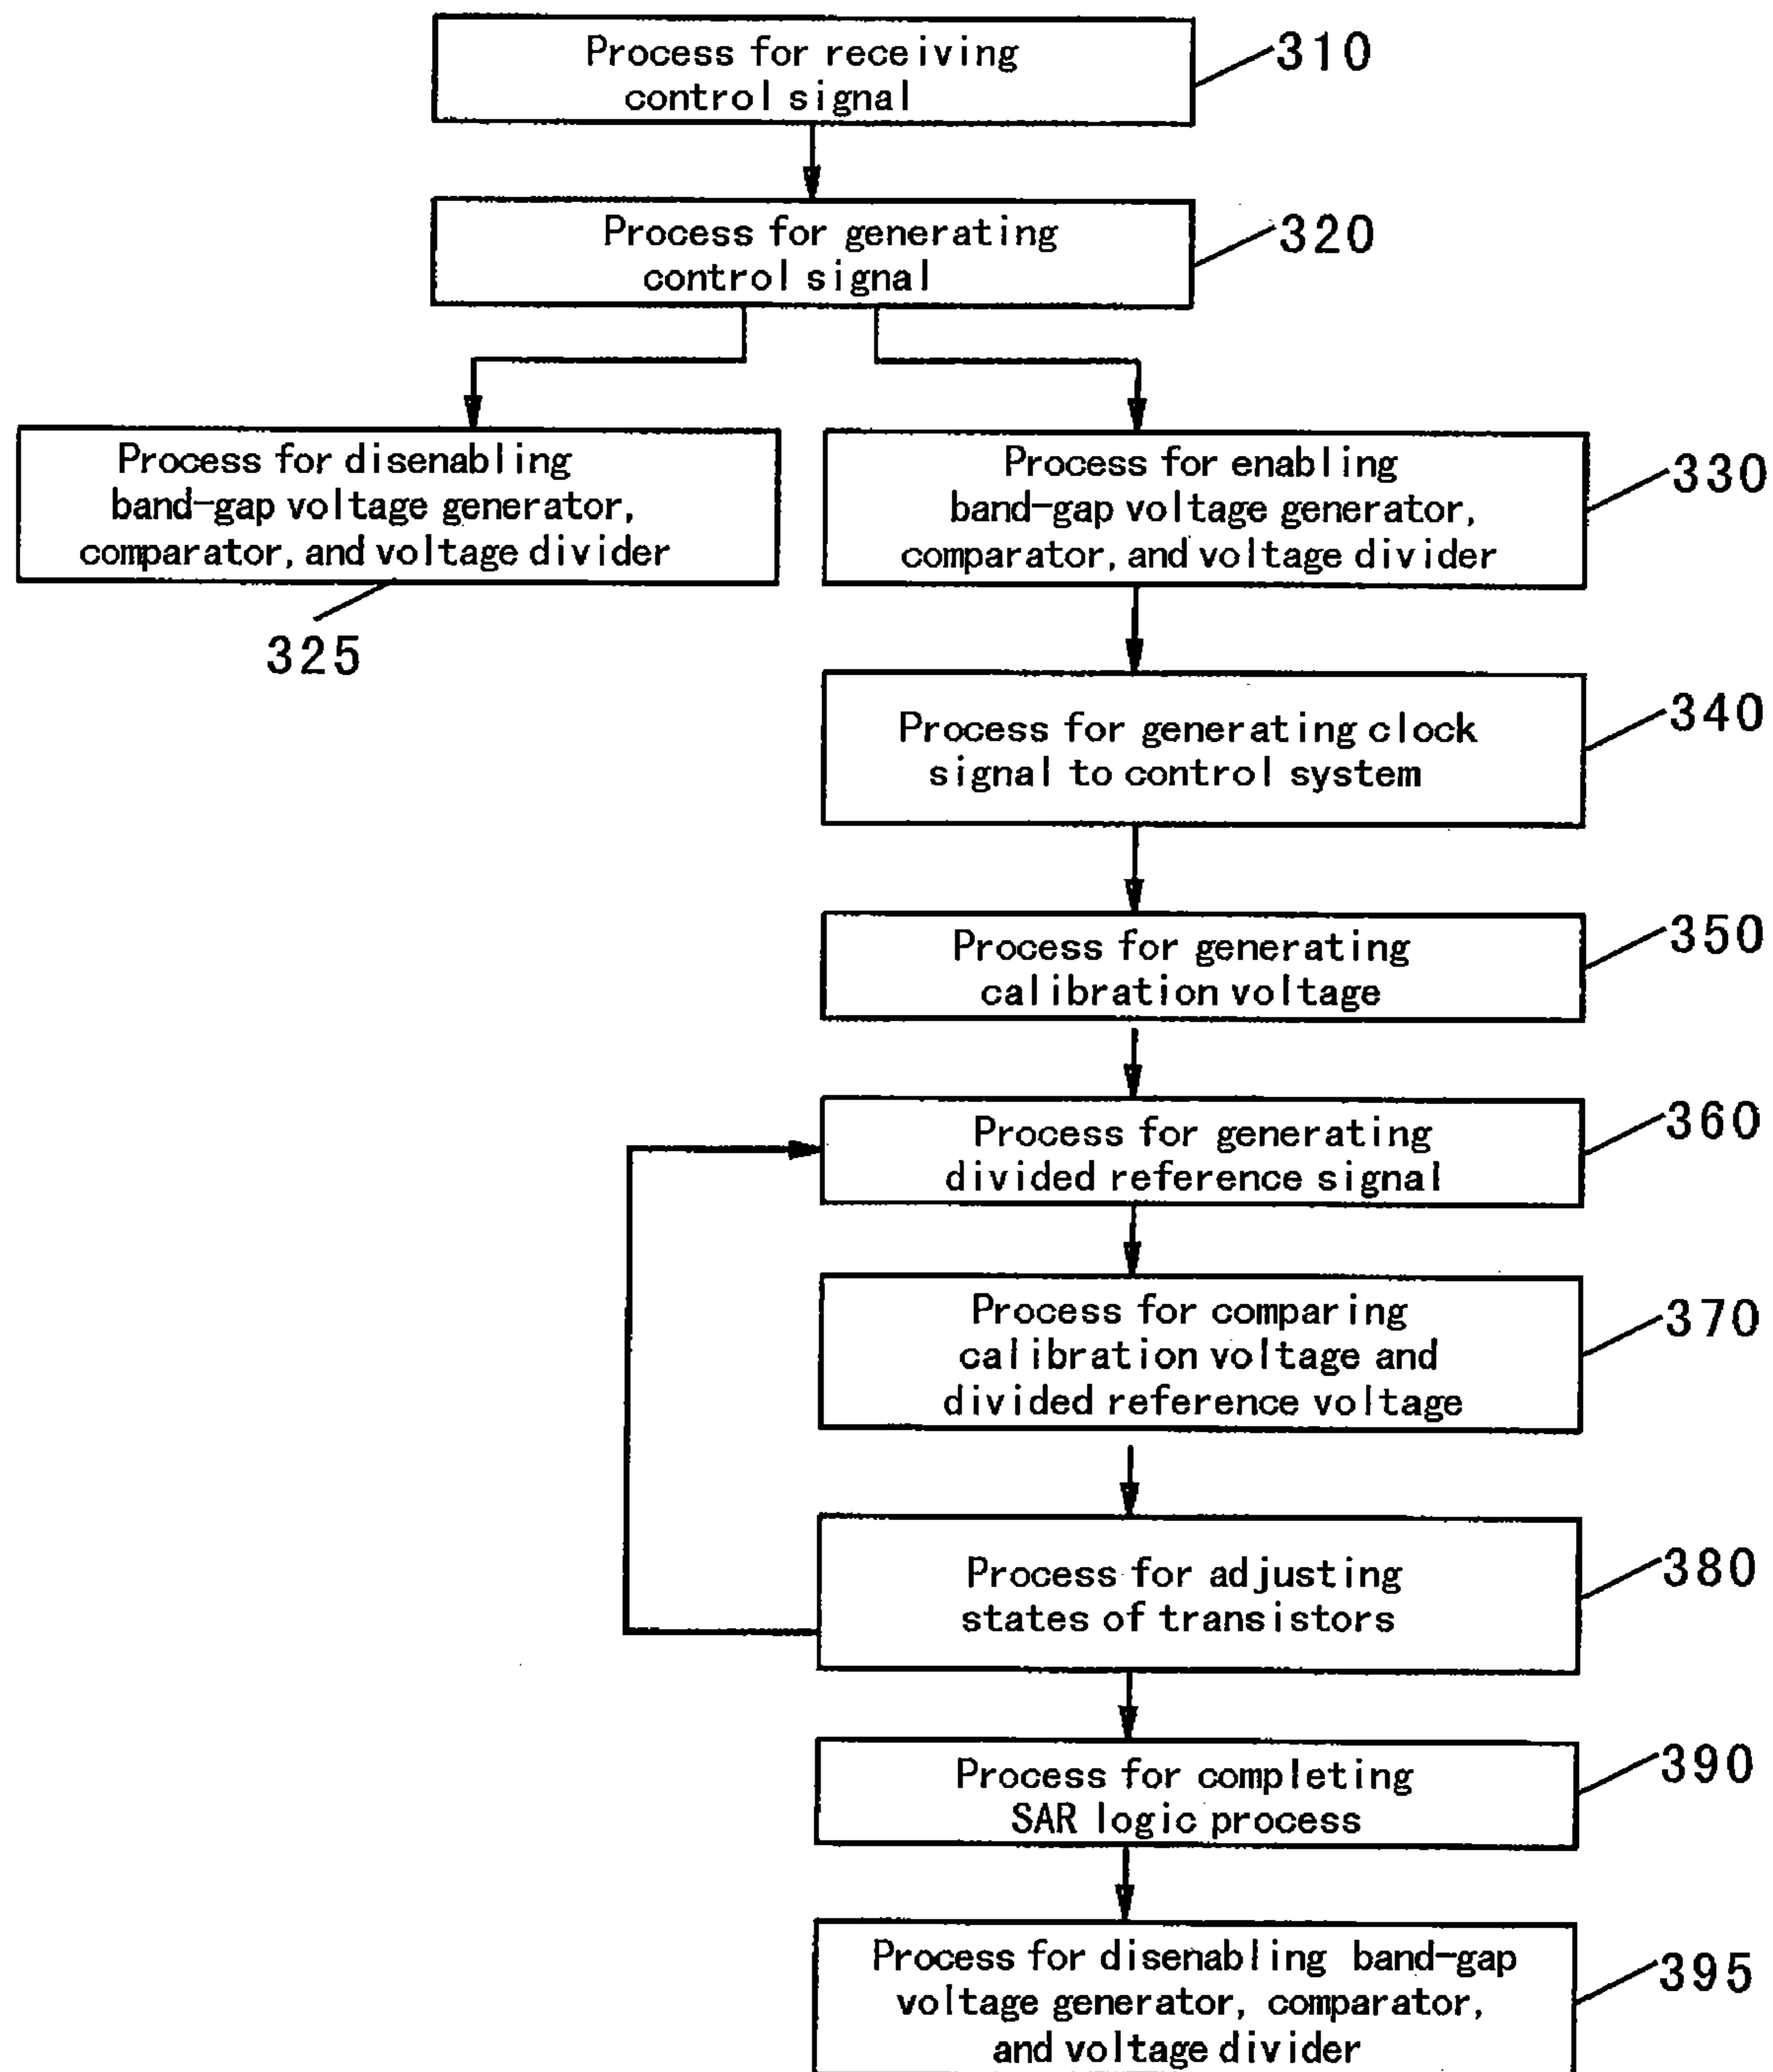 Process for receiving
control signal
310
Process for generating
control signal
320
Process for disenabling
band-gap voltage generator,
comparator, and voltage divider
325
Process for enabling
band-gap voltage generator,
comparator, and voltage divider
330
Process for generating clock
signal to control system
340
Process for generating
calibration voltage
350
Process for generating
divided reference signal
360
Process for comparing
calibration voltage and
divided reference voltage
370
Process for adjusting
states of transistors
380
Process for completing
SAR logic process
390
Process for disenabling band-gap
voltage generator, comparator,
and voltage divider
395